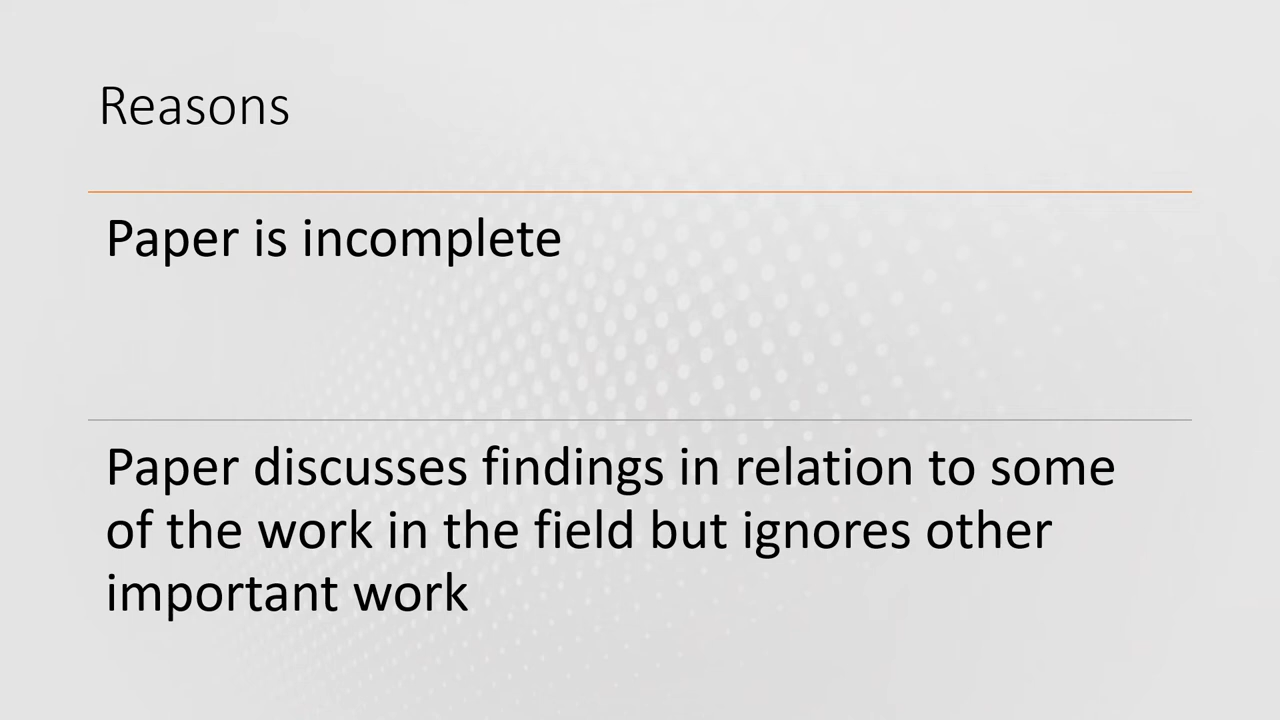 Reasons
Paper is incomplete
Paper discusses findings in relation to some
of the work in the field but ignores other
important work